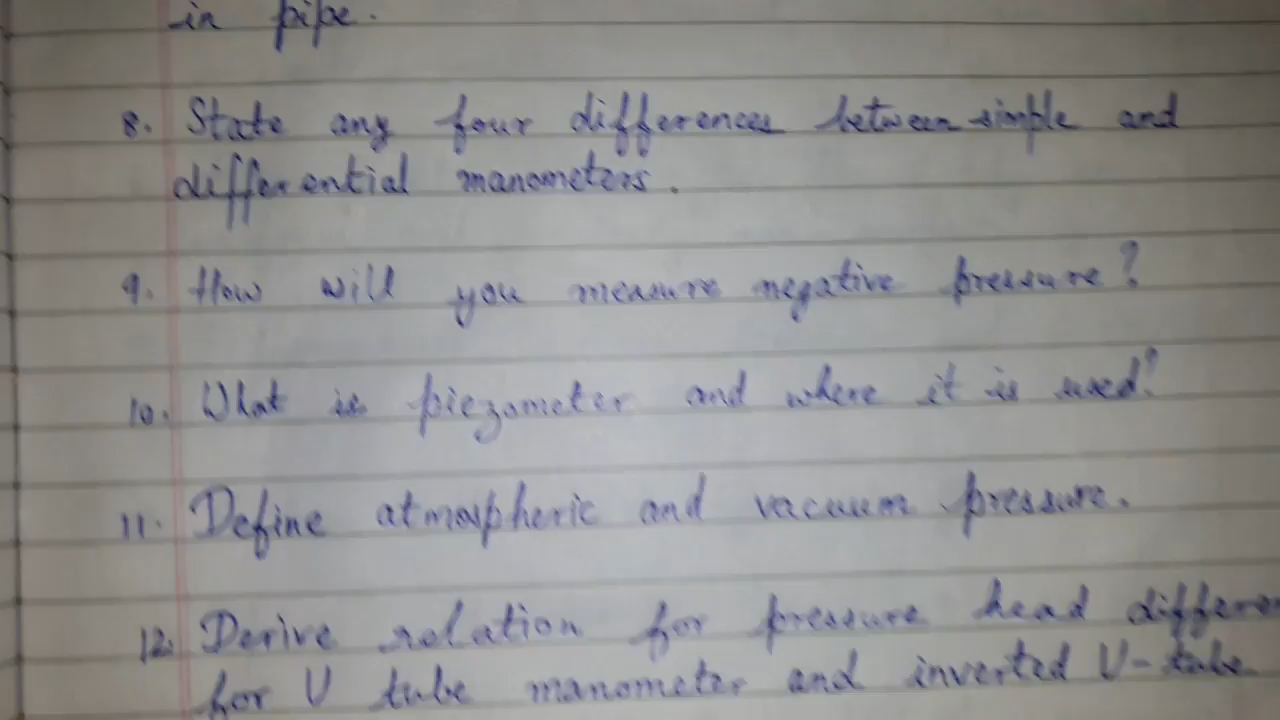 in pipe.
8. State any four differences between simple and
differential manometers.
9. How will you measure negative pressure?
10. What is piezometer and where it is used?
11. Define atmospheric and vacuum pressure.
12. Derive relation for pressure head differen
for U tube manometer and inverted U-tube